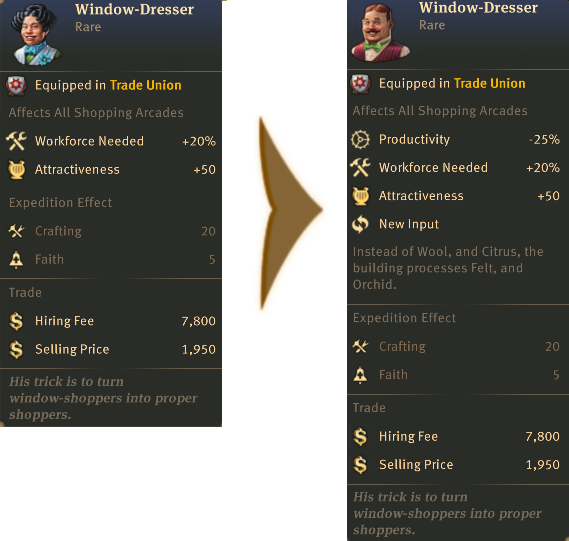 Window-Dresser
Rare
Equipped in Trade Union
Affects All Shopping Arcades
Workforce Needed +20%
Attractiveness +50
Expedition Effect
Crafting 20
Faith 5
Trade
Hiring Fee 7,800
Selling Price 1,950
His trick is to turn
window-shoppers into proper
shoppers.
Window-Dresser
Rare
Equipped in Trade Union
Affects All Shopping Arcades
Productivity -25%
Workforce Needed +20%
Attractiveness +50
New Input
Instead of Wool, and Citrus, the
building processes Felt, and
Orchid.
Expedition Effect
Crafting 20
Faith 5
Trade
Hiring Fee 7,800
Selling Price 1,950
His trick is to turn
window-shoppers into proper
shoppers.